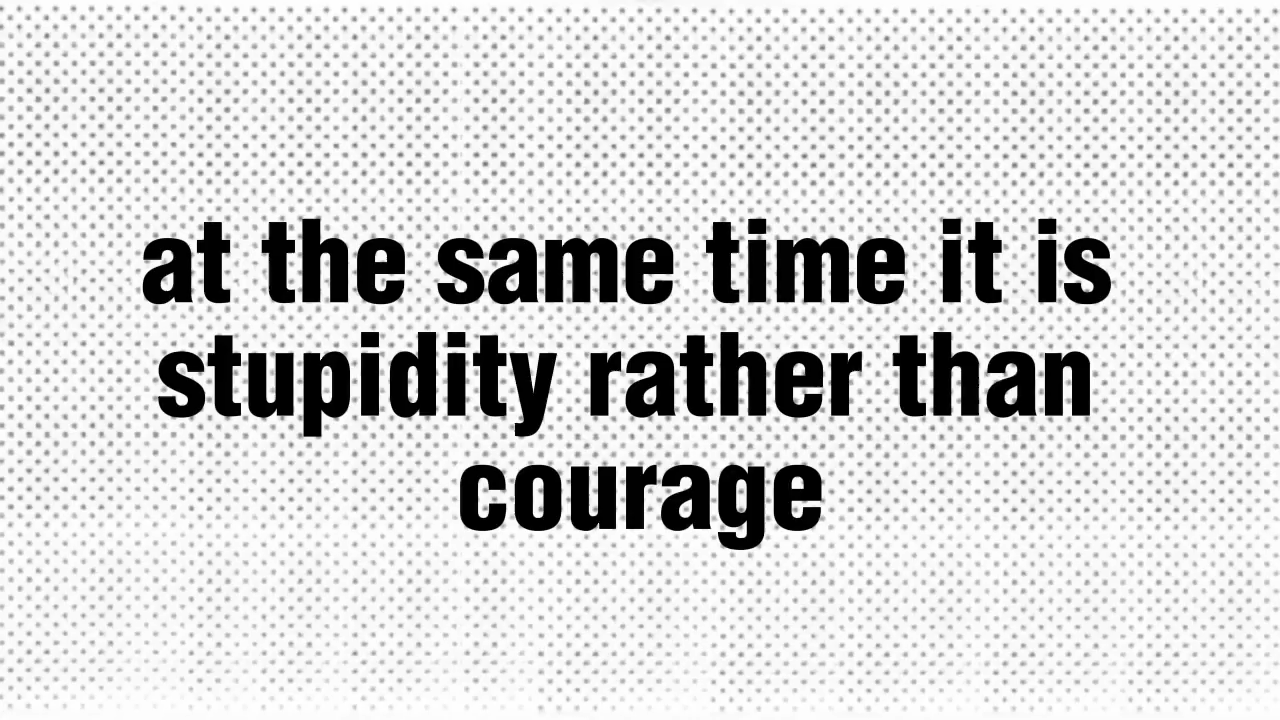 at the same time it is
stupidity rather than
courage